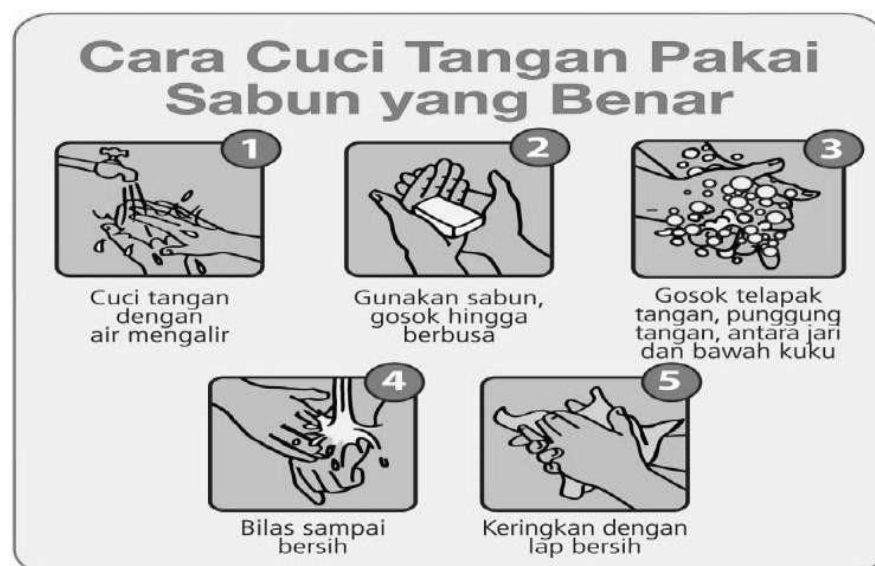 Cara Cuci Tangan Pakai
Sabun yang Benar
1
Cuci tangan
dengan
air mengalir
2
Gunakan sabun,
gosok hingga
berbusa
3
Gosok telapak
tangan, punggung
tangan, antara jari
dan bawah kuku
4
Bilas sampai
bersih
5
Keringkan dengan
lap bersih